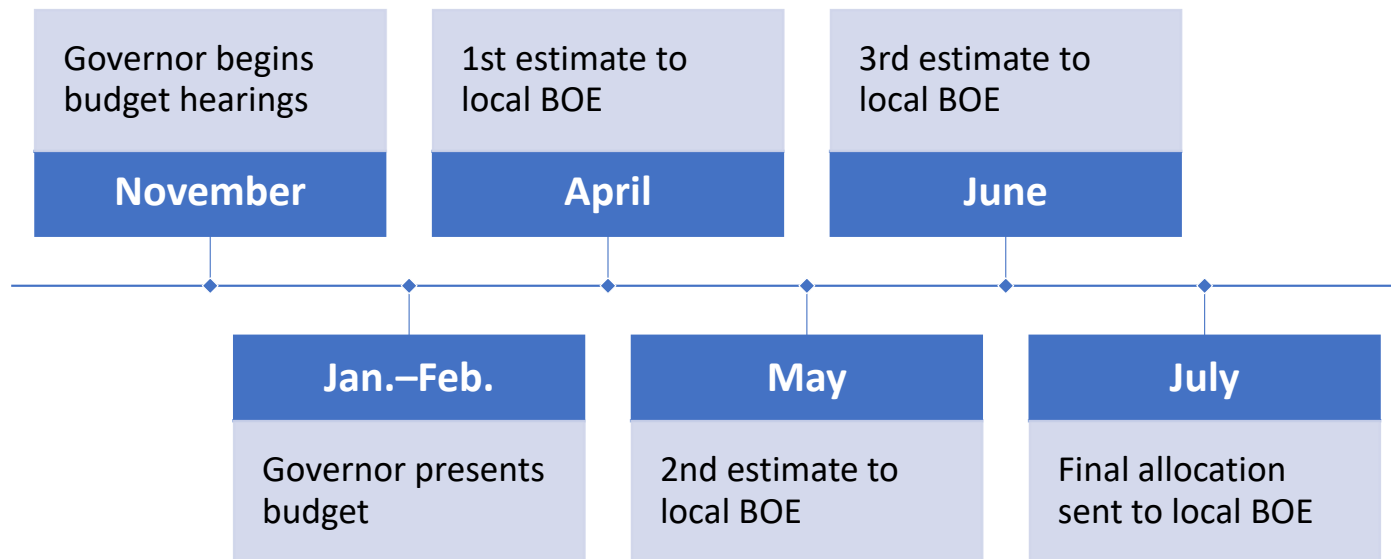 Governor begins
budget hearings
November
1st estimate to
local BOE
April
3rd estimate to
local BOE
June
Jan.–Feb.
Governor presents
budget
May
2nd estimate to
local BOE
July
Final allocation
sent to local BOE